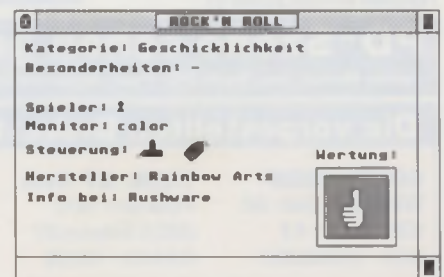 ROCK'N ROLL
Kategorie: Geschicklichkeit
Besonderheiten: -
Spieler: 1
Monitor: color
Steuerung:
Wertung:
Hersteller: Rainbow Arts
Info bei: Rushware